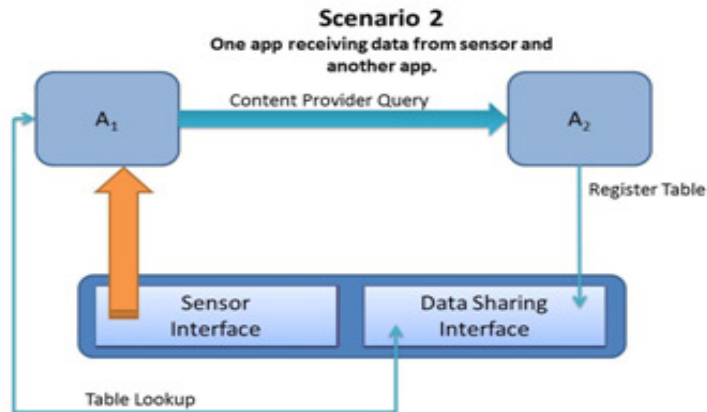 Scenario 2
One app receiving data from sensor and
another app.
Content Provider Query
A₁
A₂
Register Table
Sensor
Interface
Data Sharing
Interface
Table Lookup